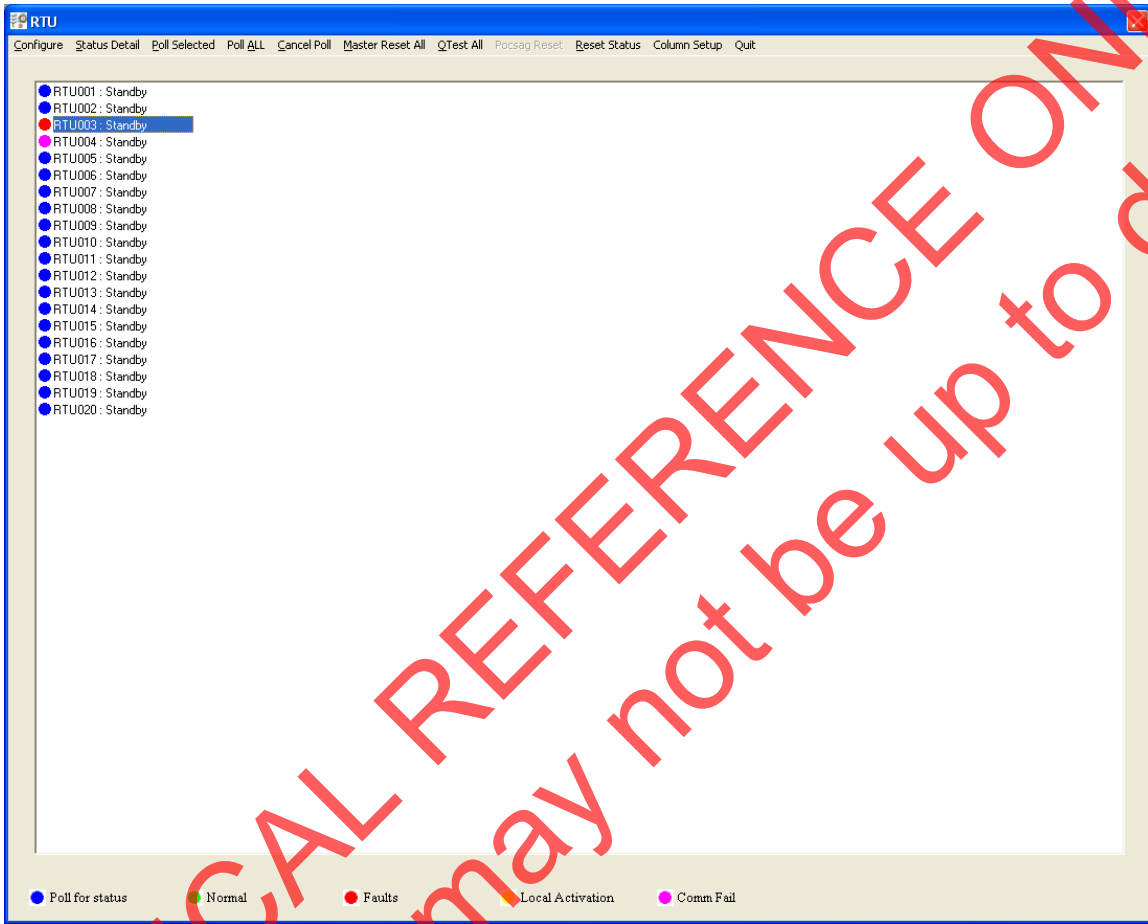 RTU
Configure Status Detail Poll Selected Poll ALL Cancel Poll Master Reset All QTest All Pocsag Reset Reset Status Column Setup Quit
RTU001 : Standby
RTU002 : Standby
RTU003 : Standby
RTU004 : Standby
RTU005 : Standby
RTU006 : Standby
RTU007 : Standby
RTU008 : Standby
RTU009 : Standby
RTU010 : Standby
RTU011 : Standby
RTU012 : Standby
RTU013 : Standby
RTU014 : Standby
RTU015 : Standby
RTU016 : Standby
RTU017 : Standby
RTU018 : Standby
RTU019 : Standby
RTU020 : Standby
Poll for status Normal Faults Local Activation Comm Fail
REFERENCE
may not be up to